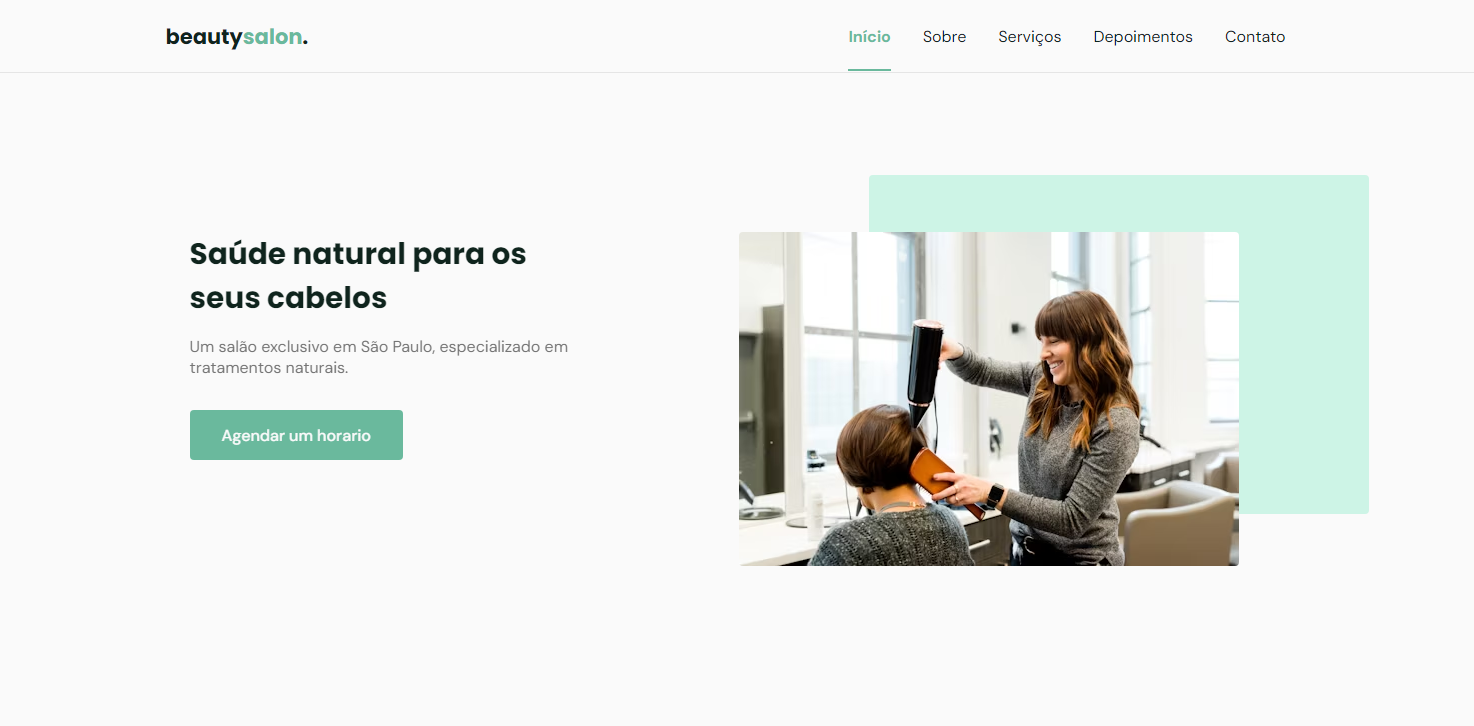 beautysalon.
Início Sobre Serviços Depoimentos Contato
Saúde natural para os
seus cabelos
Um salão exclusivo em São Paulo, especializado em
tratamentos naturais.
Agendar um horario